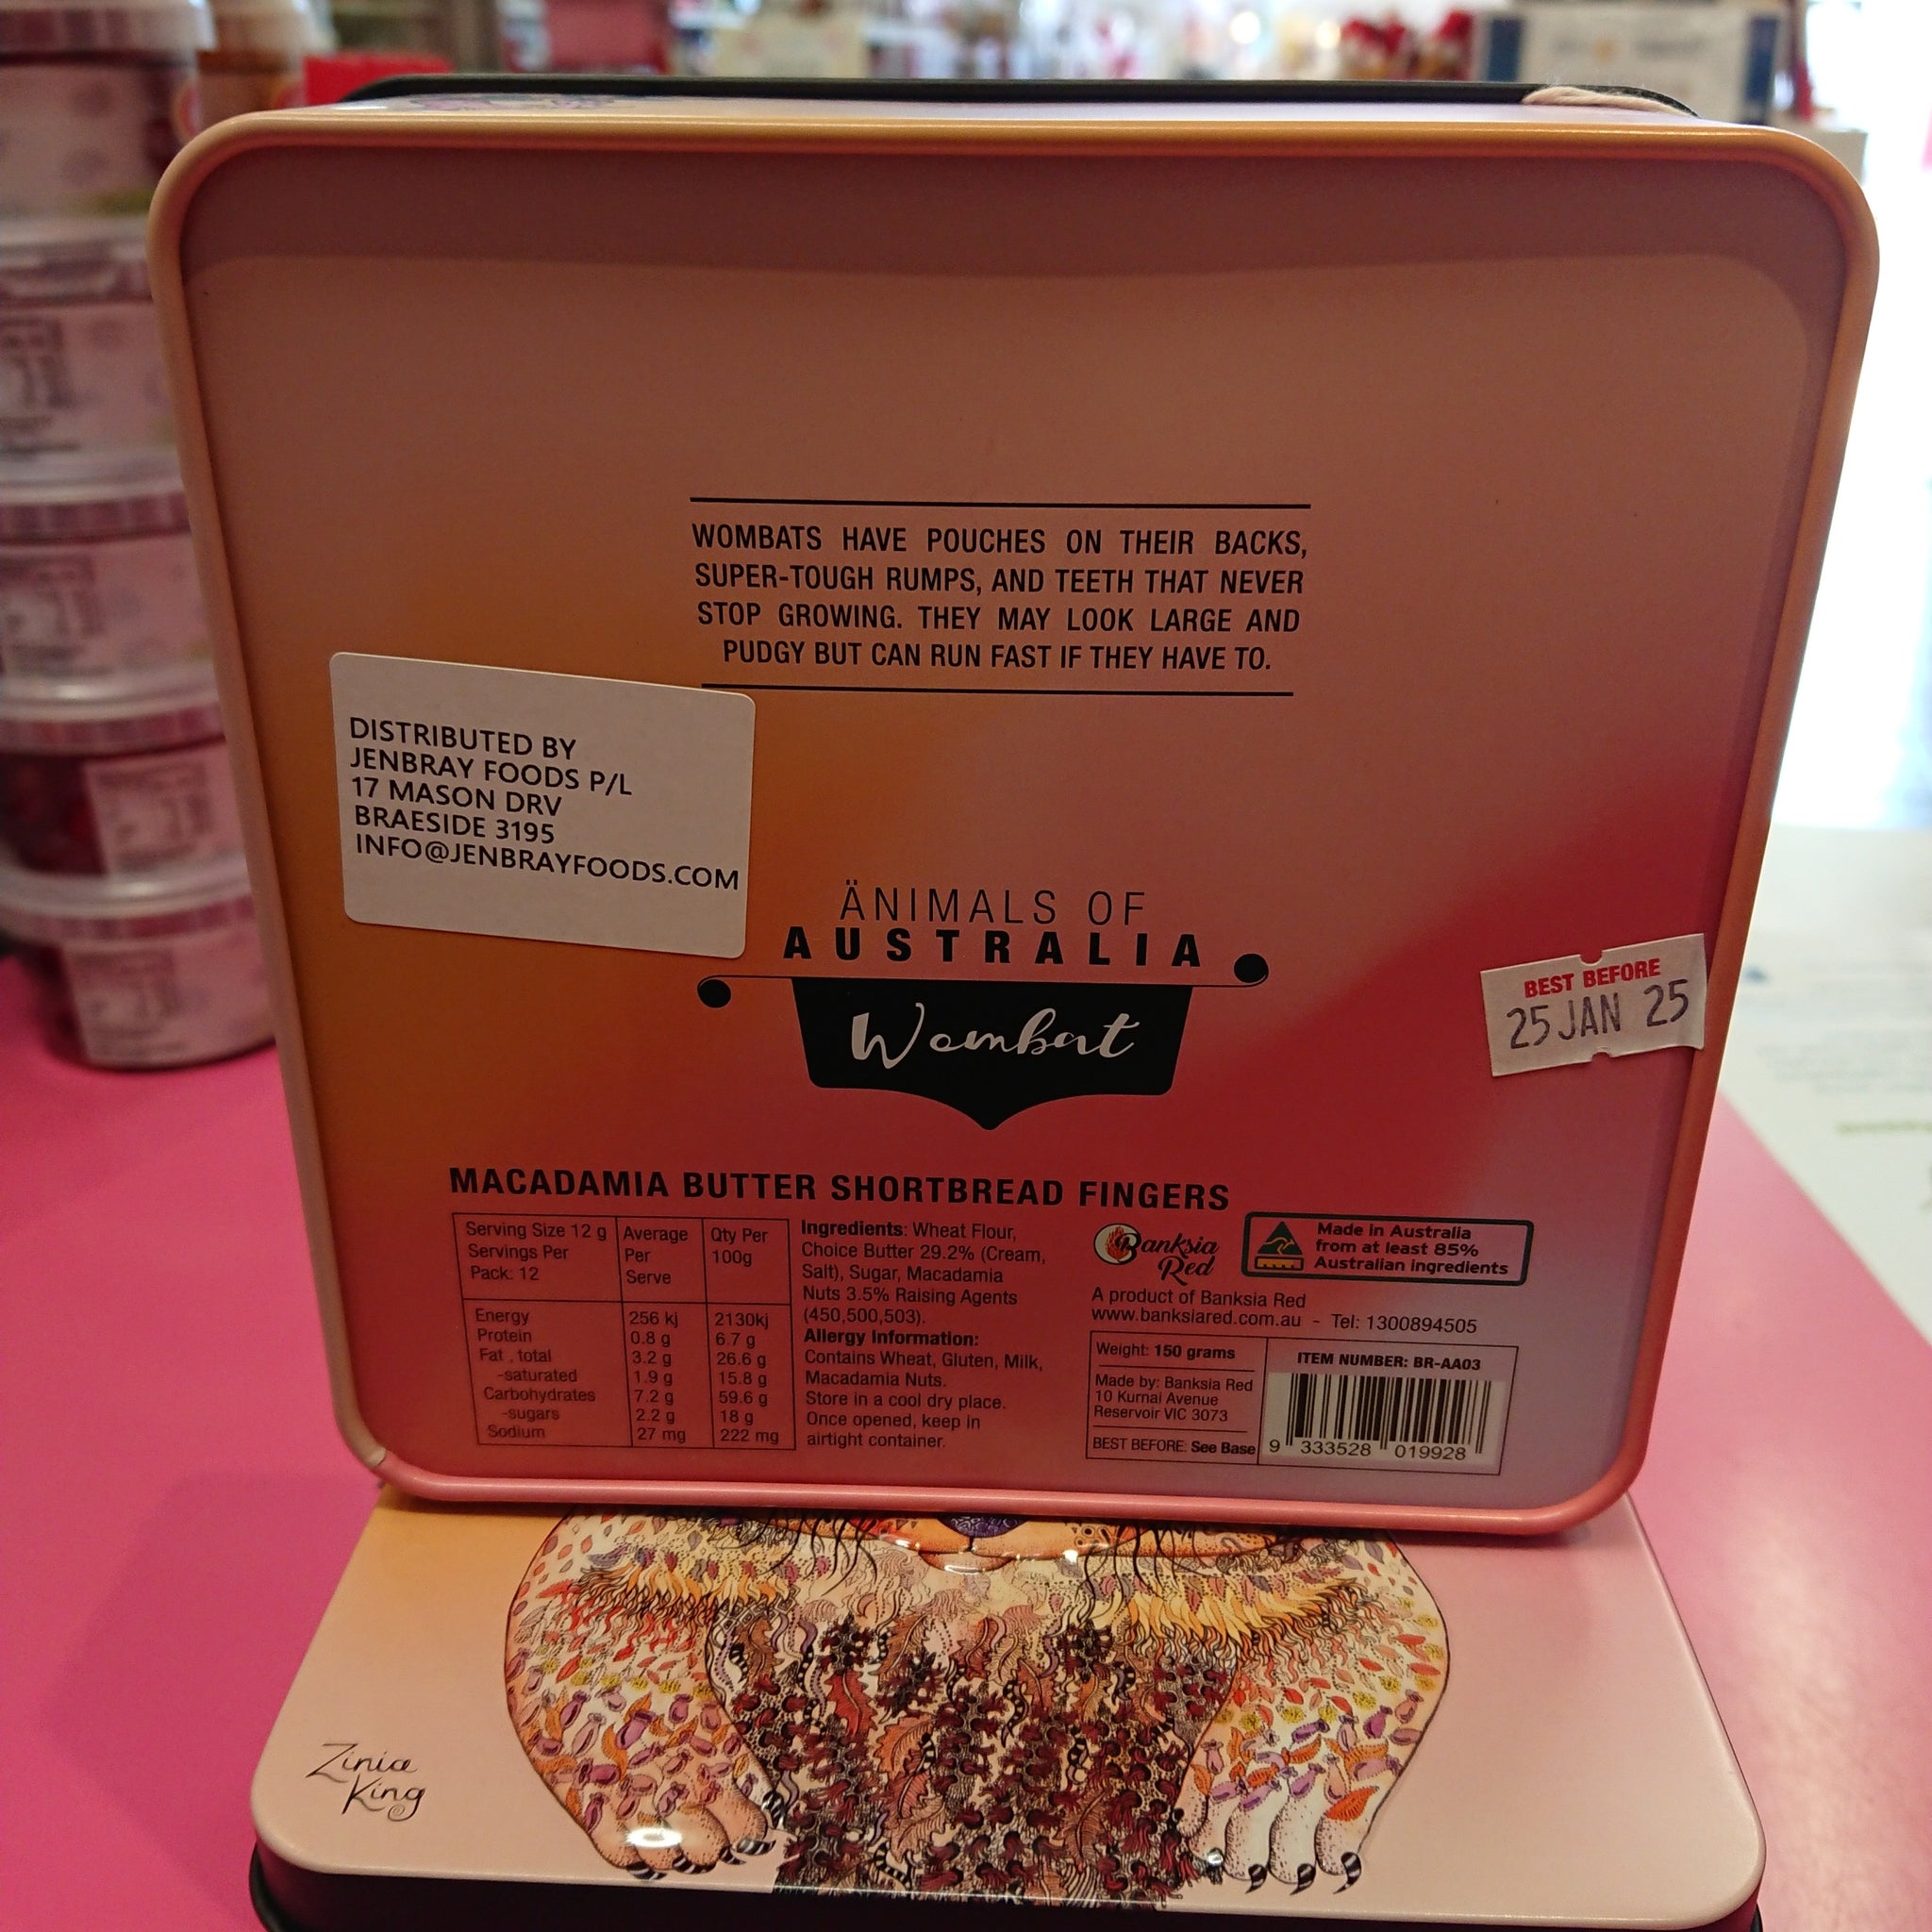 WOMBATS HAVE POUCHES ON THEIR BACKS,
SUPER-TOUGH RUMPS, AND TEETH THAT NEVER
STOP GROWING. THEY MAY LOOK LARGE AND
PUDGY BUT CAN RUN FAST IF THEY HAVE TO.
DISTRIBUTED BY
JENBRAY FOODS P/L
17 MASON DRV
BRAESIDE 3195
INFO@JENBRAYFOODS.COM
ÄNIMALS OF
AUSTRALIA
Wombat
BEST BEFORE
25 JAN 25
MACADAMIA BUTTER SHORTBREAD FINGERS
Serving Size 12 g
Servings Per
Pack: 12
Average
Per
Serve
Qty Per
100g
Energy 256 kj 2130kj
Protein 0.8 g 6.7 g
Fat , total 3.2 g 26.6 g
-saturated 1.9 g 15.8 g
Carbohydrates 7.2 g 59.6 g
-sugars 2.2 g 18 g
Sodium 27 mg 222 mg
Ingredients: Wheat Flour,
Choice Butter 29.2% (Cream,
Salt), Sugar, Macadamia
Nuts 3.5% Raising Agents
(450,500,503).
Allergy Information:
Contains Wheat, Gluten, Milk,
Macadamia Nuts.
Store in a cool dry place.
Once opened, keep in
airtight container.
Banksia
Red
Made in Australia
from at least 85%
Australian ingredients
A product of Banksia Red
www.banksiared.com.au - Tel: 1300894505
Weight: 150 grams
Made by: Banksia Red
10 Kurnai Avenue
Reservoir VIC 3073
BEST BEFORE: See Base
ITEM NUMBER: BR-AA03
9 333528 019928
Zinia
King